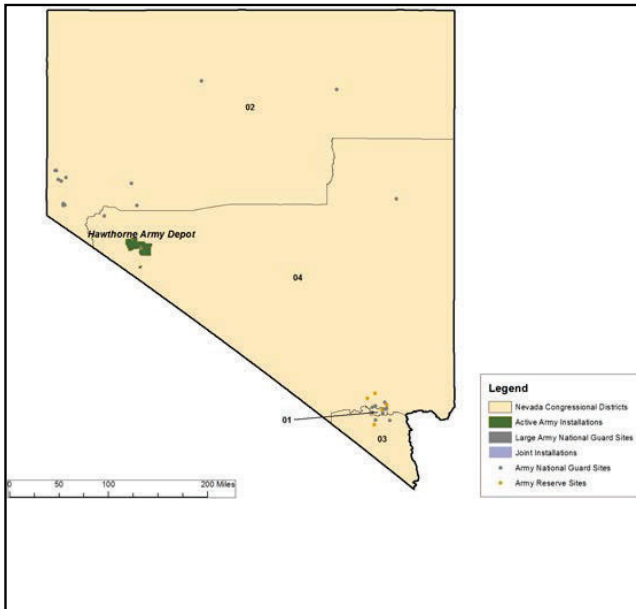 02
Hawthorne Army Depot
04
01
03
Legend
Nevada Congressional Districts
Active Army Installations
Large Army National Guard Sites
Joint Installations
Army National Guard Sites
Army Reserve Sites
0 50 100 200 Miles